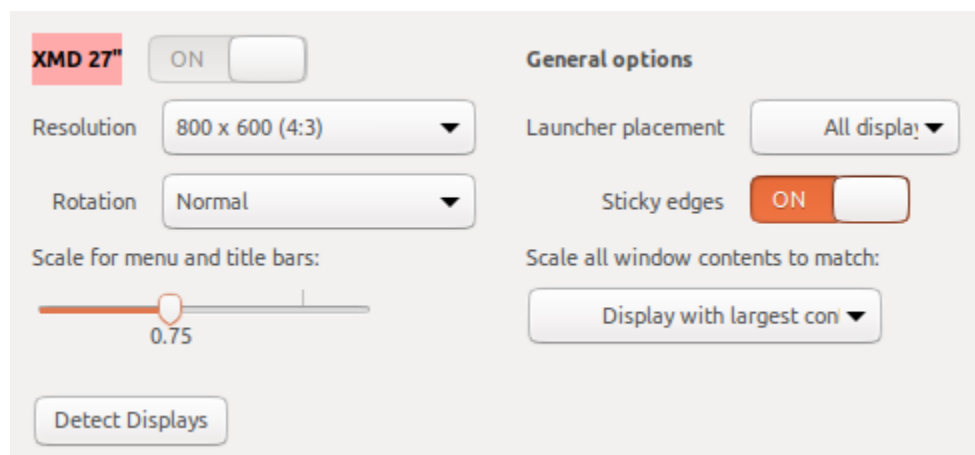 XMD 27" ON
Resolution 800 x 600 (4:3)
Rotation Normal
Scale for menu and title bars:
0.75
Detect Displays
General options
Launcher placement All display
Sticky edges ON
Scale all window contents to match:
Display with largest con